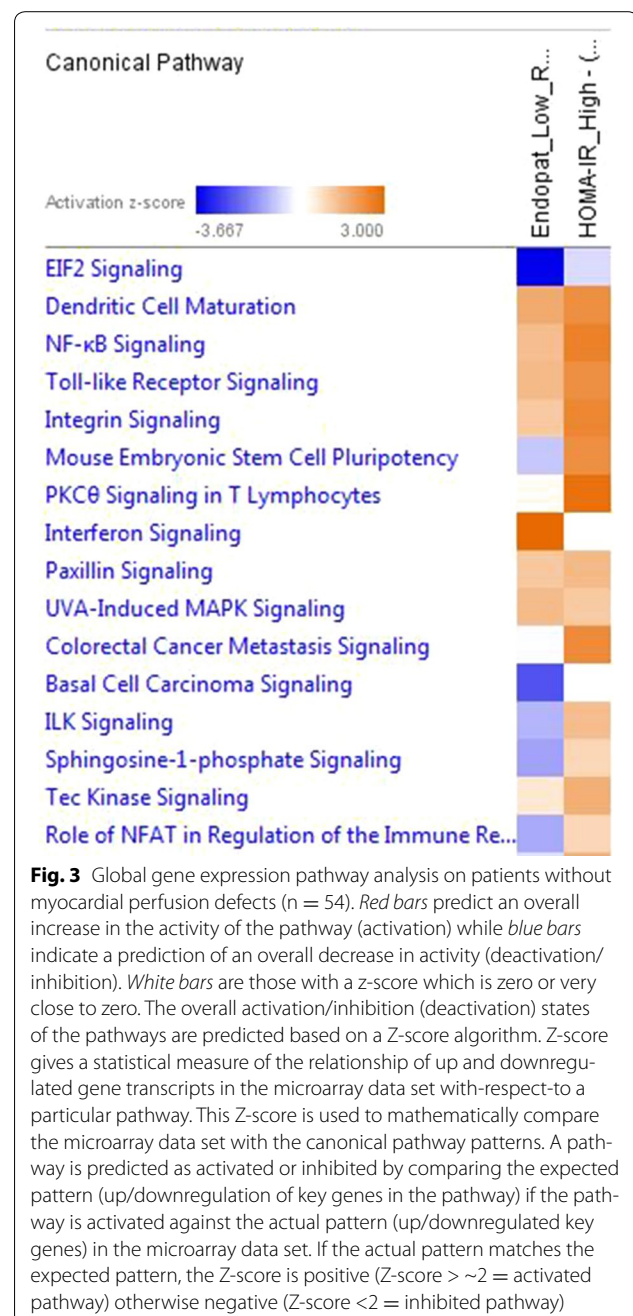 Canonical Pathway
Endopat_Low_R...
HOMA-IR_High - (...
Activation z-score
-3.667 3.000
EIF2 Signaling
Dendritic Cell Maturation
NF-κB Signaling
Toll-like Receptor Signaling
Integrin Signaling
Mouse Embryonic Stem Cell Pluripotency
PKCθ Signaling in T Lymphocytes
Interferon Signaling
Paxillin Signaling
UVA-Induced MAPK Signaling
Colorectal Cancer Metastasis Signaling
Basal Cell Carcinoma Signaling
ILK Signaling
Sphingosine-1-phosphate Signaling
Tec Kinase Signaling
Role of NFAT in Regulation of the Immune Re...
Fig. 3 Global gene expression pathway analysis on patients without
myocardial perfusion defects (n = 54). Red bars predict an overall
increase in the activity of the pathway (activation) while blue bars
indicate a prediction of an overall decrease in activity (deactivation/
inhibition). White bars are those with a z-score which is zero or very
close to zero. The overall activation/inhibition (deactivation) states
of the pathways are predicted based on a Z-score algorithm. Z-score
gives a statistical measure of the relationship of up and downregu-
lated gene transcripts in the microarray data set with-respect-to a
particular pathway. This Z-score is used to mathematically compare
the microarray data set with the canonical pathway patterns. A path-
way is predicted as activated or inhibited by comparing the expected
pattern (up/downregulation of key genes in the pathway) if the path-
way is activated against the actual pattern (up/downregulated key
genes) in the microarray data set. If the actual pattern matches the
expected pattern, the Z-score is positive (Z-score > ~2 = activated
pathway) otherwise negative (Z-score <2 = inhibited pathway)